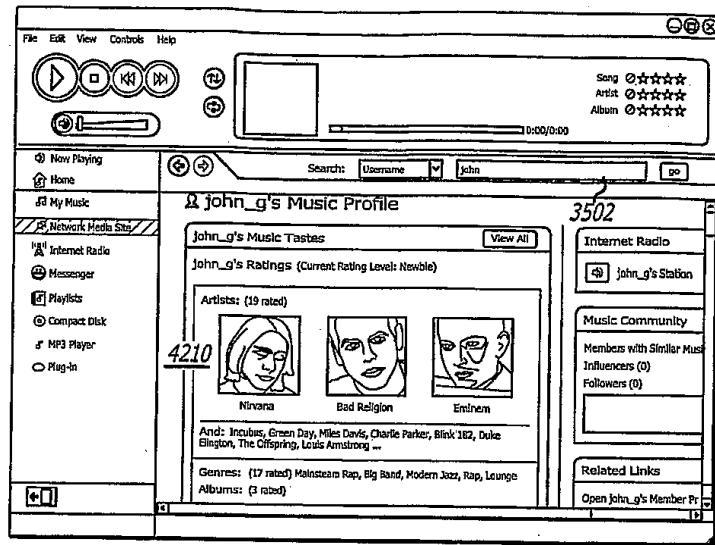 File Edit View Controls Help
Song
Artist
Album
0:00/0:00
Now Playing
Home
My Music
Network Media Site
Internet Radio
Messenger
Playlists
Compact Disk
MP3 Player
Plug-In
Search: Username john go
3502
john_g's Music Profile
john_g's Music Tastes View All
john_g's Ratings (Current Rating Level: Newbie)
Artists: (19 rated)
4210
Nirvana Bad Religion Eminem
And: Incubus, Green Day, Miles Davis, Charlie Parker, Blink 182, Duke
Elington, The Offspring, Louis Armstrong ...
Genres: (17 rated) Mainsteam Rap, Big Band, Modern Jazz, Rap, Lounge
Albums: (3 rated)
Internet Radio
john_g's Station
Music Community
Members with Similar Musi
Influencers (0)
Followers (0)
Related Links
Open john_g's Member Pr